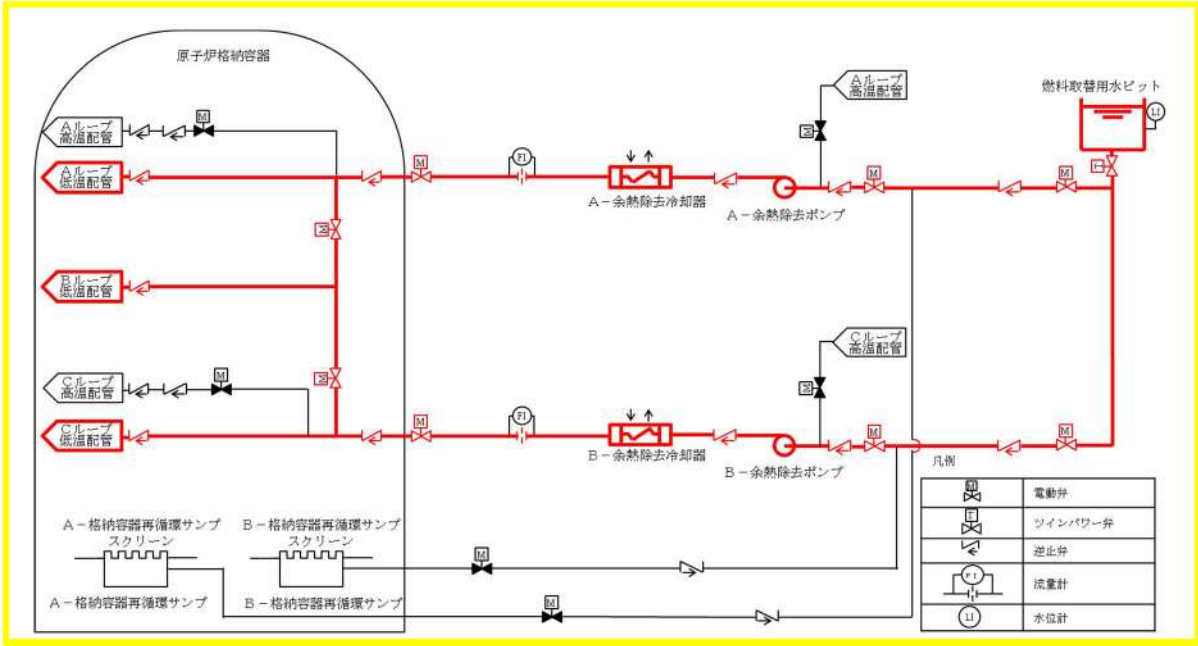 原子炉格納容器
Aループ
高温配管
M
Aループ
低温配管
M
FI
A-余熱除去冷却器
A-余熱除去ポンプ
M
Aループ
高温配管
M
M
燃料取替用水ピット
LI
T
M
Bループ
低温配管
M
Cループ
高温配管
M
Cループ
低温配管
M
FI
B-余熱除去冷却器
B-余熱除去ポンプ
M
Cループ
高温配管
M
M
A-格納容器再循環サンプ
スクリーン
B-格納容器再循環サンプ
スクリーン
A-格納容器再循環サンプ
B-格納容器再循環サンプ
M
M
凡例
M 電動弁
T ツインパワー弁
逆止弁
FI 流量計
LI 水位計